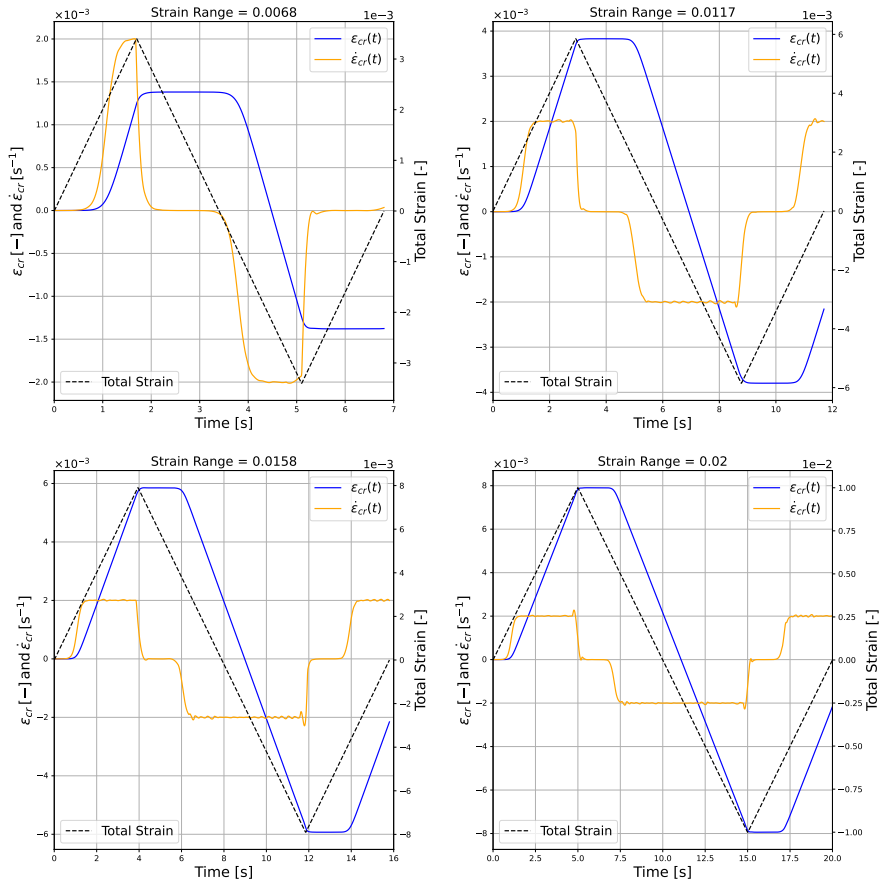 ×10⁻³ Strain Range = 0.0068 1e−3
2.0
1.5
1.0
0.5
0.0
−0.5
−1.0
−1.5
−2.0
ε_cr [−] and ε̇_cr [s⁻¹]
ε_cr(t)
ε̇_cr(t)
3
2
1
0
−1
−2
−3
Total Strain [-]
Total Strain
0 1 2 3 4 5 6 7
Time [s]
×10⁻³ Strain Range = 0.0117 1e−3
4
3
2
1
0
−1
−2
−3
−4
ε_cr [−] and ε̇_cr [s⁻¹]
ε_cr(t)
ε̇_cr(t)
6
4
2
0
−2
−4
−6
Total Strain [-]
Total Strain
0 2 4 6 8 10 12
Time [s]
×10⁻³ Strain Range = 0.0158 1e−3
6
4
2
0
−2
−4
−6
ε_cr [−] and ε̇_cr [s⁻¹]
ε_cr(t)
ε̇_cr(t)
8
6
4
2
0
−2
−4
−6
−8
Total Strain [-]
Total Strain
0 2 4 6 8 10 12 14 16
Time [s]
×10⁻³ Strain Range = 0.02 1e−2
8
6
4
2
0
−2
−4
−6
−8
ε_cr [−] and ε̇_cr [s⁻¹]
ε_cr(t)
ε̇_cr(t)
1.00
0.75
0.50
0.25
0.00
−0.25
−0.50
−0.75
−1.00
Total Strain [-]
Total Strain
0.0 2.5 5.0 7.5 10.0 12.5 15.0 17.5 20.0
Time [s]